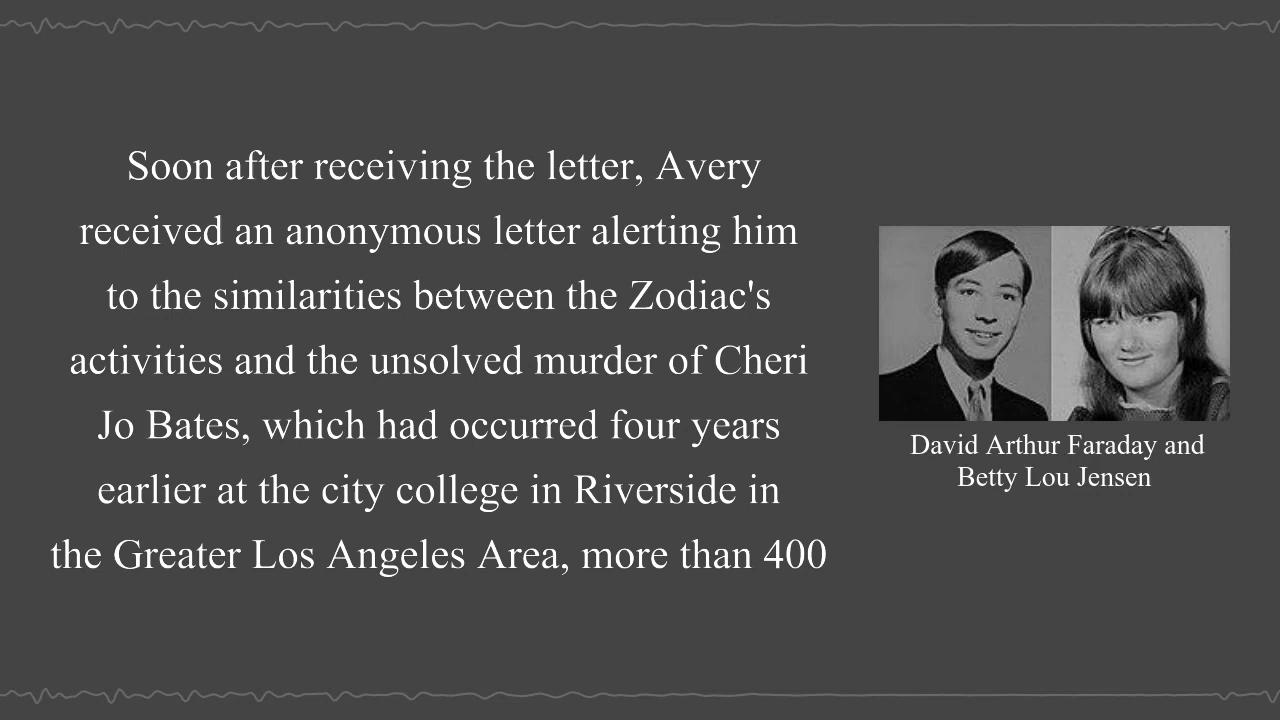 Soon after receiving the letter, Avery
received an anonymous letter alerting him
to the similarities between the Zodiac's
activities and the unsolved murder of Cheri
Jo Bates, which had occurred four years
earlier at the city college in Riverside in
the Greater Los Angeles Area, more than 400
David Arthur Faraday and
Betty Lou Jensen